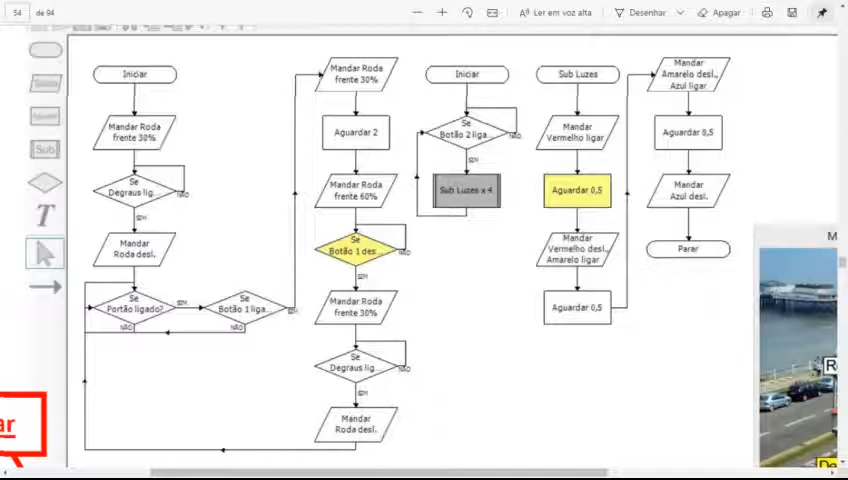 54 de 94
Ler em voz alta
Desenhar
Apagar
Sub
T
Iniciar
Mandar Roda
frente 30%
Se
Degraus lig...
NÃO
SIM
Mandar
Roda desl.
Se
Portão ligado?
SIM
NÃO
Se
Botão 1 liga...
SIM
NÃO
Mandar Roda
frente 30%
Aguardar 2
Mandar Roda
frente 60%
Se
Botão 1 des...
NÃO
SIM
Mandar Roda
frente 30%
Se
Degraus lig...
NÃO
SIM
Mandar
Roda desl.
Iniciar
Se
Botão 2 liga...
NÃO
SIM
Sub Luzes x 4
Sub Luzes
Mandar
Vermelho ligar
Aguardar 0,5
Mandar
Vermelho desl.,
Amarelo ligar
Aguardar 0,5
Mandar
Amarelo desl.,
Azul ligar
Aguardar 0,5
Mandar
Azul desl.
Parar
M
R
De
ar